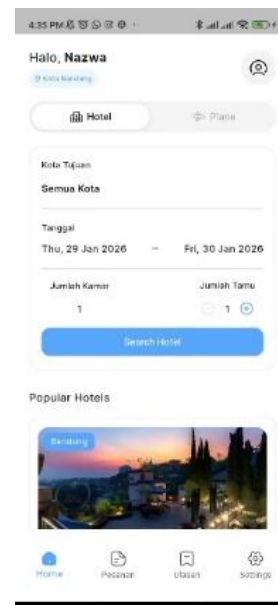 4:35 PM
Halo, Nazwa
Kota Bandung
Hotel
Plane
Kota Tujuan
Semua Kota
Tanggal
Thu, 29 Jan 2026 – Fri, 30 Jan 2026
Jumlah Kamar Jumlah Tamu
1 1
Search Hotel
Popular Hotels
Bandung
Home Pesanan Ulasan Settings